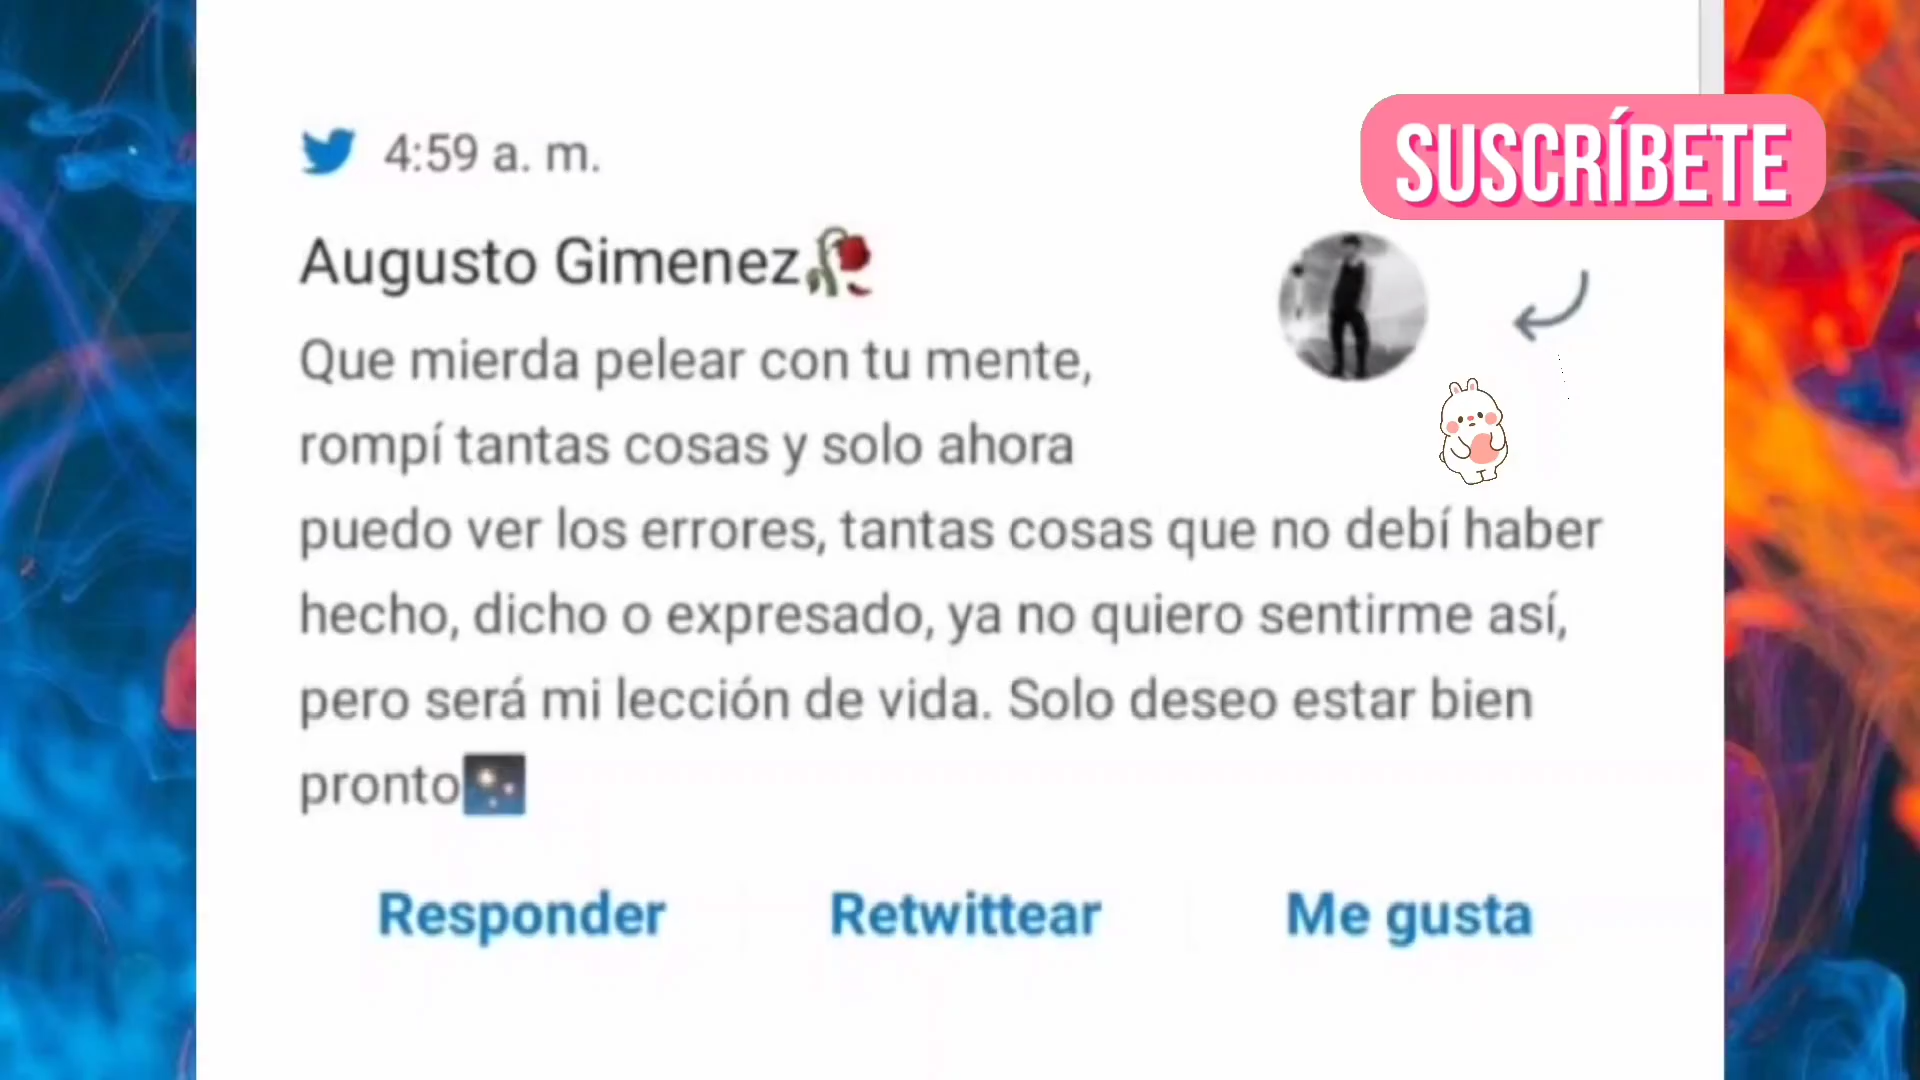 SUSCRÍBETE
4:59 a. m.
Augusto Gimenez🥀
Que mierda pelear con tu mente,
rompí tantas cosas y solo ahora
puedo ver los errores, tantas cosas que no debí haber
hecho, dicho o expresado, ya no quiero sentirme así,
pero será mi lección de vida. Solo deseo estar bien
pronto
Responder Retwittear Me gusta